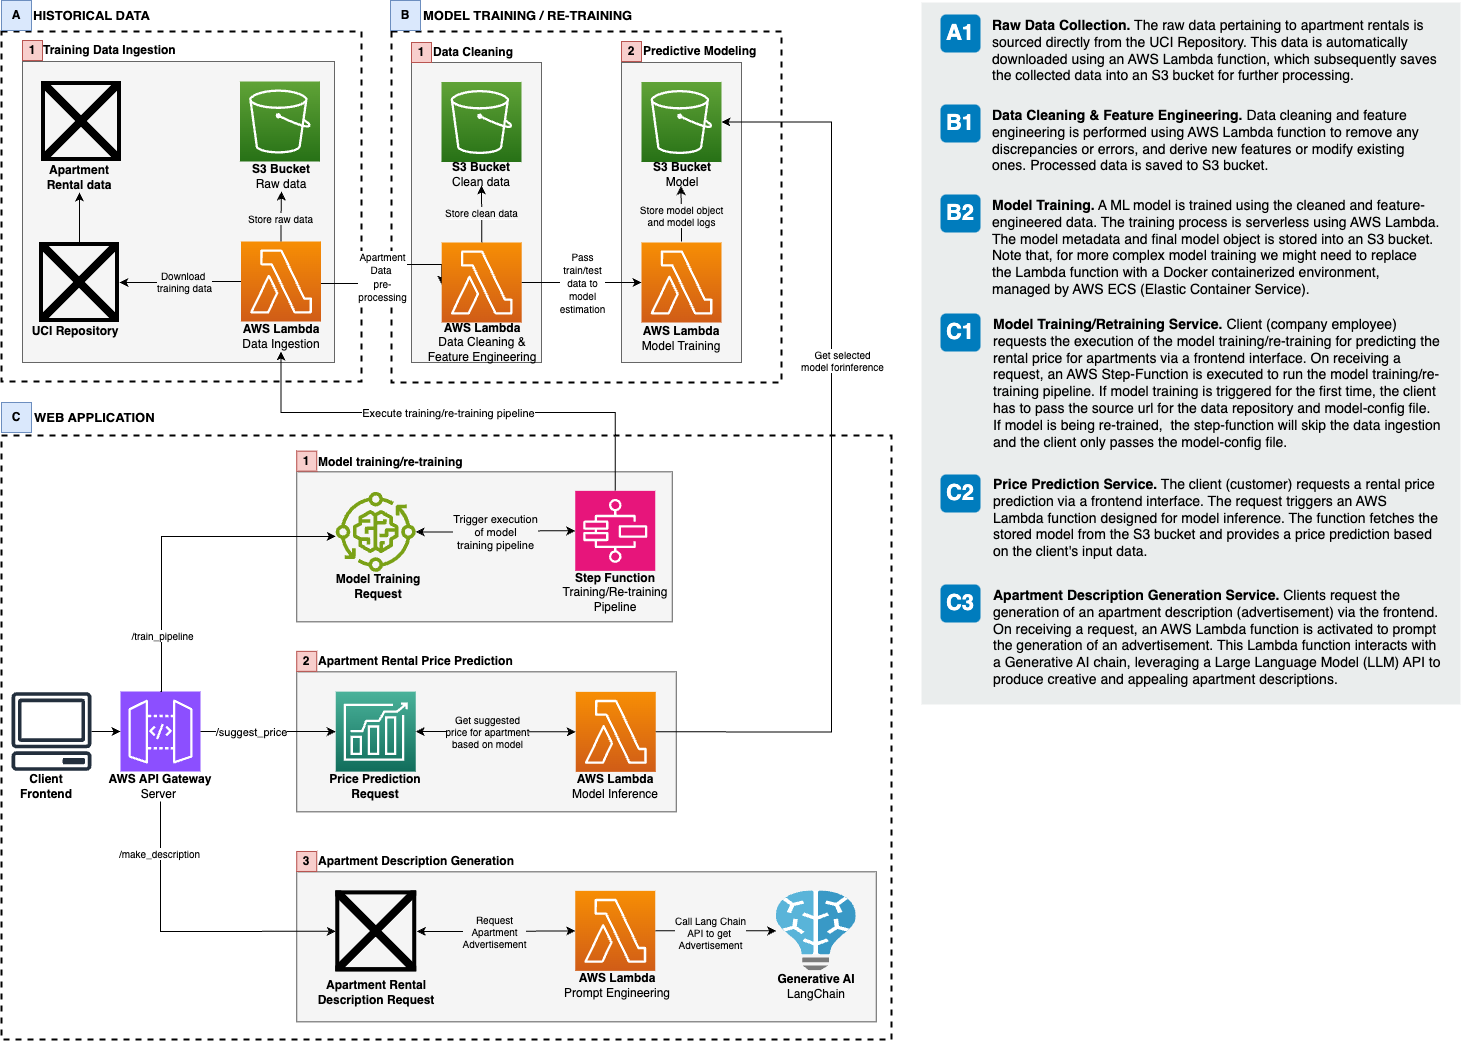 A HISTORICAL DATA
1 Training Data Ingestion
Apartment
Rental data
S3 Bucket
Raw data
Store raw data
Download
training data
UCI Repository
AWS Lambda
Data Ingestion
Apartment
Data
pre-
processing
B MODEL TRAINING / RE-TRAINING
1 Data Cleaning
S3 Bucket
Clean data
Store clean data
AWS Lambda
Data Cleaning &
Feature Engineering
Pass
train/test
data to
model
estimation
2 Predictive Modeling
S3 Bucket
Model
Store model object
and model logs
AWS Lambda
Model Training
Get selected
model forinference
Execute training/re-training pipeline
C WEB APPLICATION
1 Model training/re-training
Model Training
Request
Trigger execution
of model
training pipeline
Step Function
Training/Re-training
Pipeline
/train_pipeline
2 Apartment Rental Price Prediction
Client
Frontend
AWS API Gateway
Server
/suggest_price
Price Prediction
Request
Get suggested
price for apartment
based on model
AWS Lambda
Model Inference
/make_description
3 Apartment Description Generation
Apartment Rental
Description Request
Request
Apartment
Advertisement
AWS Lambda
Prompt Engineering
Call Lang Chain
API to get
Advertisement
Generative AI
LangChain
A1 Raw Data Collection. The raw data pertaining to apartment rentals is
sourced directly from the UCI Repository. This data is automatically
downloaded using an AWS Lambda function, which subsequently saves
the collected data into an S3 bucket for further processing.
B1 Data Cleaning & Feature Engineering. Data cleaning and feature
engineering is performed using AWS Lambda function to remove any
discrepancies or errors, and derive new features or modify existing
ones. Processed data is saved to S3 bucket.
B2 Model Training. A ML model is trained using the cleaned and feature-
engineered data. The training process is serverless using AWS Lambda.
The model metadata and final model object is stored into an S3 bucket.
Note that, for more complex model training we might need to replace
the Lambda function with a Docker containerized environment,
managed by AWS ECS (Elastic Container Service).
C1 Model Training/Retraining Service. Client (company employee)
requests the execution of the model training/re-training for predicting the
rental price for apartments via a frontend interface. On receiving a
request, an AWS Step-Function is executed to run the model training/re-
training pipeline. If model training is triggered for the first time, the client
has to pass the source url for the data repository and model-config file.
If model is being re-trained, the step-function will skip the data ingestion
and the client only passes the model-config file.
C2 Price Prediction Service. The client (customer) requests a rental price
prediction via a frontend interface. The request triggers an AWS
Lambda function designed for model inference. The function fetches the
stored model from the S3 bucket and provides a price prediction based
on the client's input data.
C3 Apartment Description Generation Service. Clients request the
generation of an apartment description (advertisement) via the frontend.
On receiving a request, an AWS Lambda function is activated to prompt
the generation of an advertisement. This Lambda function interacts with
a Generative AI chain, leveraging a Large Language Model (LLM) API to
produce creative and appealing apartment descriptions.